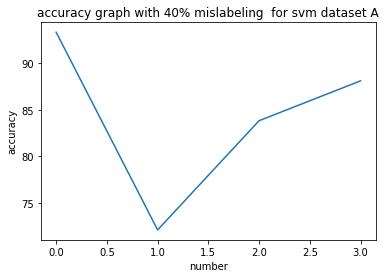 accuracy graph with 40% mislabeling  for svm dataset A
90
85
80
75
accuracy
0.0 0.5 1.0 1.5 2.0 2.5 3.0
number